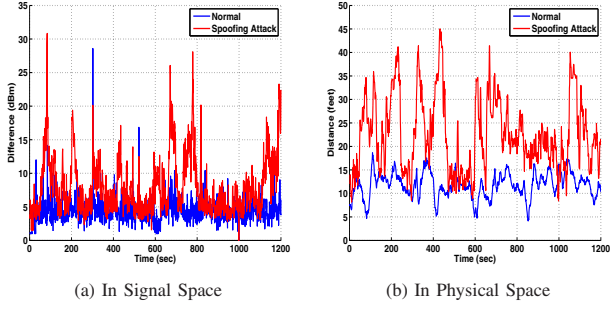 Normal
Spoofing Attack
Difference (dBm)
35
30
25
20
15
10
5
0
0 200 400 600 800 1000 1200
Time (sec)
(a) In Signal Space
Normal
Spoofing Attack
Distance (feet)
50
45
40
35
30
25
20
15
10
5
0
0 200 400 600 800 1000 1200
Time (sec)
(b) In Physical Space